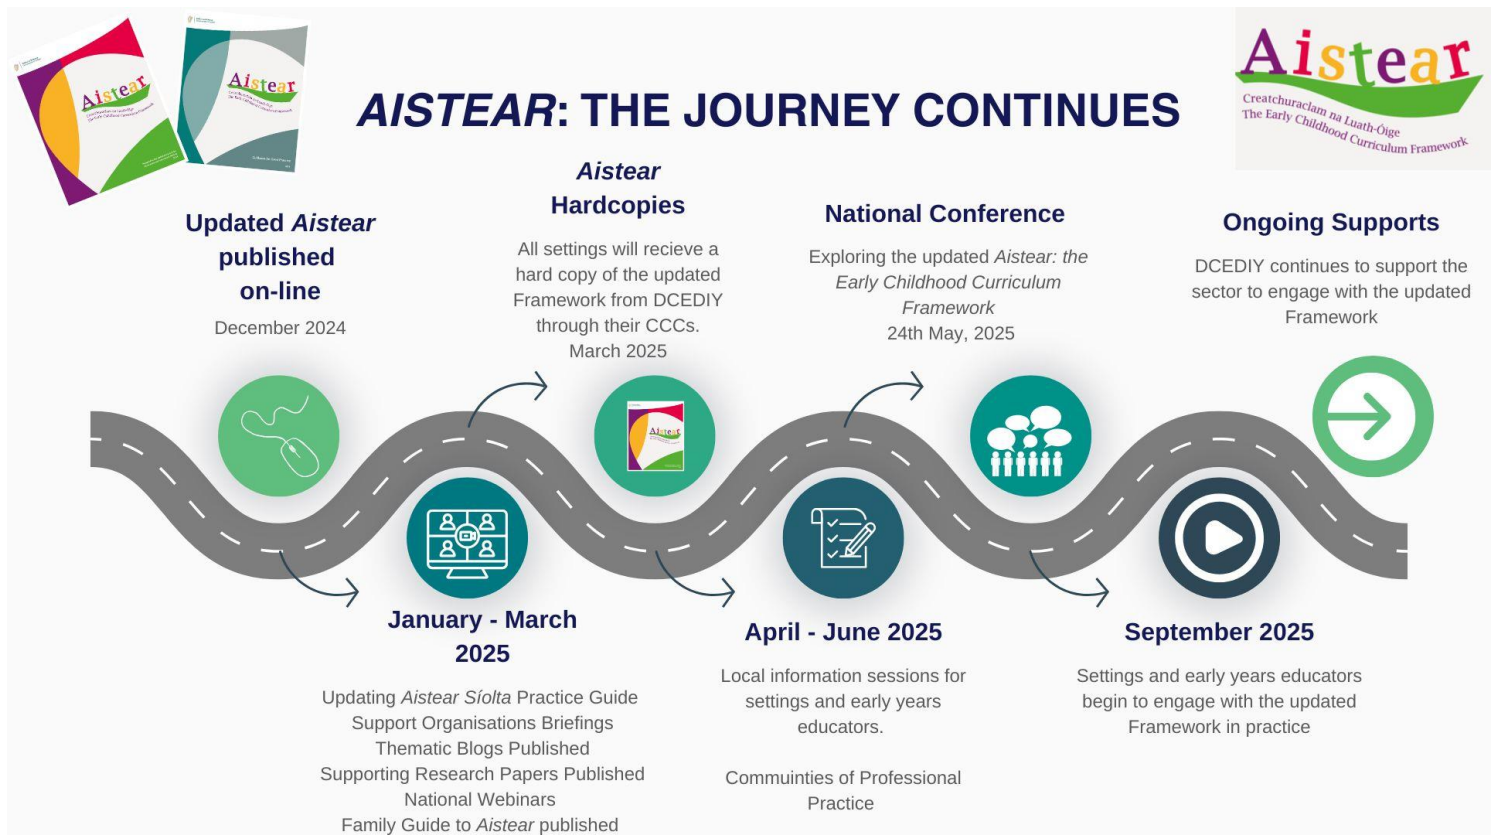 Aistear
Aistear
AISTEAR: THE JOURNEY CONTINUES
Aistear
Creatchuraclam na Luath-Óige
The Early Childhood Curriculum Framework
Updated Aistear
published
on-line
December 2024
Aistear
Hardcopies
All settings will recieve a
hard copy of the updated
Framework from DCEDIY
through their CCCs.
March 2025
National Conference
Exploring the updated Aistear: the
Early Childhood Curriculum
Framework
24th May, 2025
Ongoing Supports
DCEDIY continues to support the
sector to engage with the updated
Framework
Aistear
January - March
2025
Updating Aistear Síolta Practice Guide
Support Organisations Briefings
Thematic Blogs Published
Supporting Research Papers Published
National Webinars
Family Guide to Aistear published
April - June 2025
Local information sessions for
settings and early years
educators.
Commuinties of Professional
Practice
September 2025
Settings and early years educators
begin to engage with the updated
Framework in practice